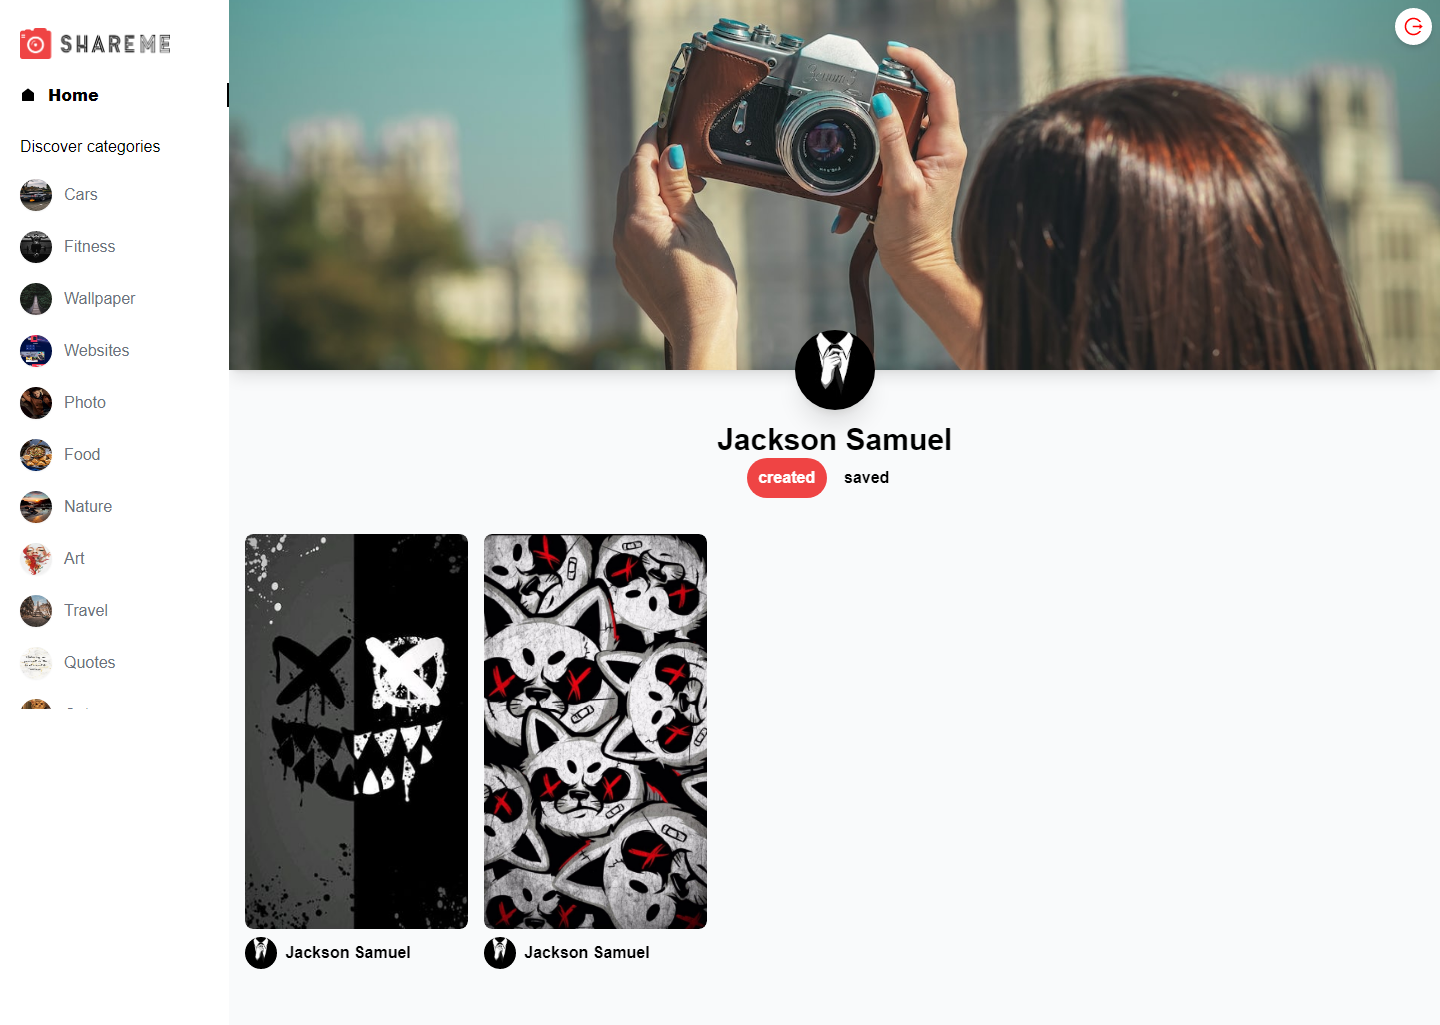 SHAREME
Home
Discover categories
Cars
Fitness
Wallpaper
Websites
Photo
Food
Nature
Art
Travel
Quotes
Jackson Samuel
created saved
Jackson Samuel
Jackson Samuel